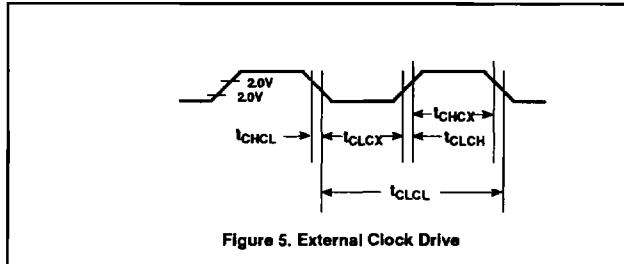 2.0V
2.0V
tCHCX
tCHCL
tCLCX
tCLCH
tCLCL
Figure 5. External Clock Drive